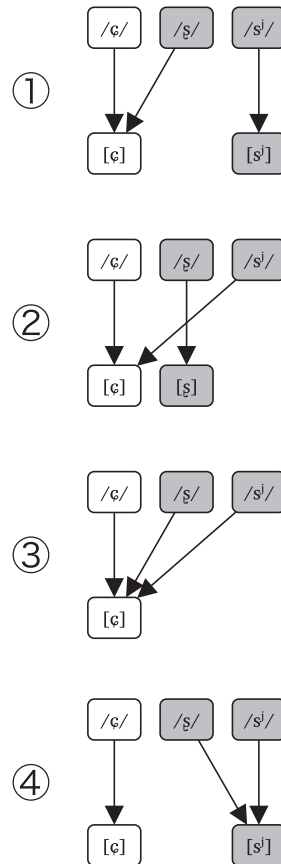 /ɕ/ /ʂ/ /sʲ/
①
[ɕ] [sʲ]
/ɕ/ /ʂ/ /sʲ/
②
[ɕ] [ʂ]
/ɕ/ /ʂ/ /sʲ/
③
[ɕ]
/ɕ/ /ʂ/ /sʲ/
④
[ɕ] [sʲ]